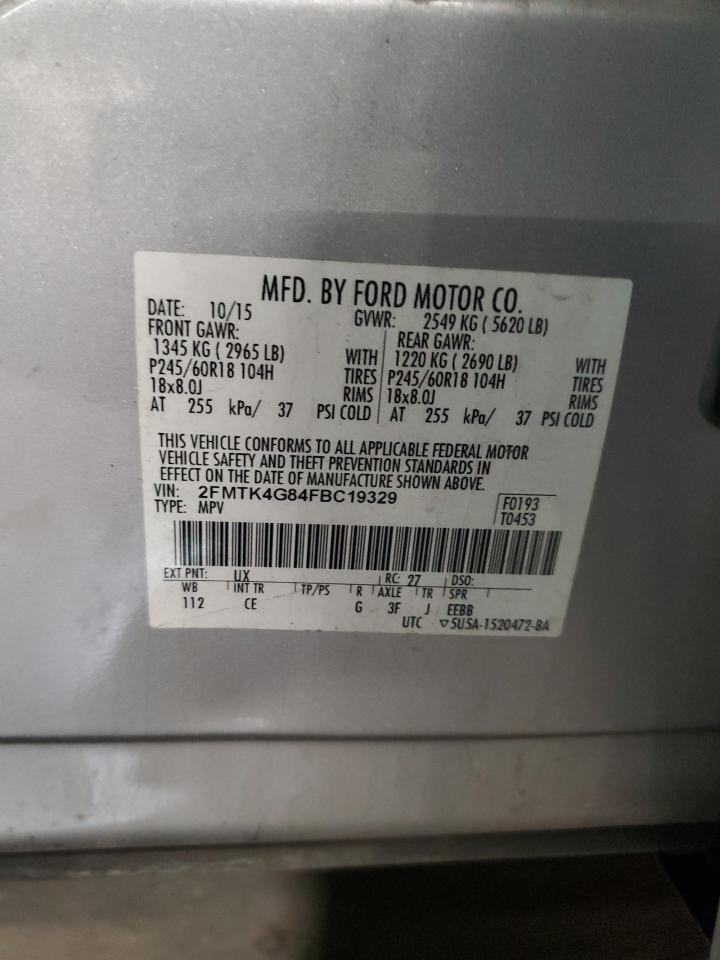 MFD. BY FORD MOTOR CO.
DATE: 10/15 GVWR: 2549 KG ( 5620 LB)
FRONT GAWR: REAR GAWR:
1345 KG ( 2965 LB) WITH 1220 KG ( 2690 LB) WITH
P245/60R18 104H TIRES P245/60R18 104H TIRES
18x8.0J RIMS 18x8.0J RIMS
AT 255 kPa/ 37 PSI COLD AT 255 kPa/ 37 PSI COLD
THIS VEHICLE CONFORMS TO ALL APPLICABLE FEDERAL MOTOR
VEHICLE SAFETY AND THEFT PREVENTION STANDARDS IN
EFFECT ON THE DATE OF MANUFACTURE SHOWN ABOVE.
VIN: 2FMTK4G84FBC19329 F0193
TYPE: MPV T0453
EXT PNT: UX RC: 27 DSO:
WB INT TR TP/PS R AXLE TR SPR
112 CE G 3F J EEBB
UTC ▽5U5A-1520472-BA